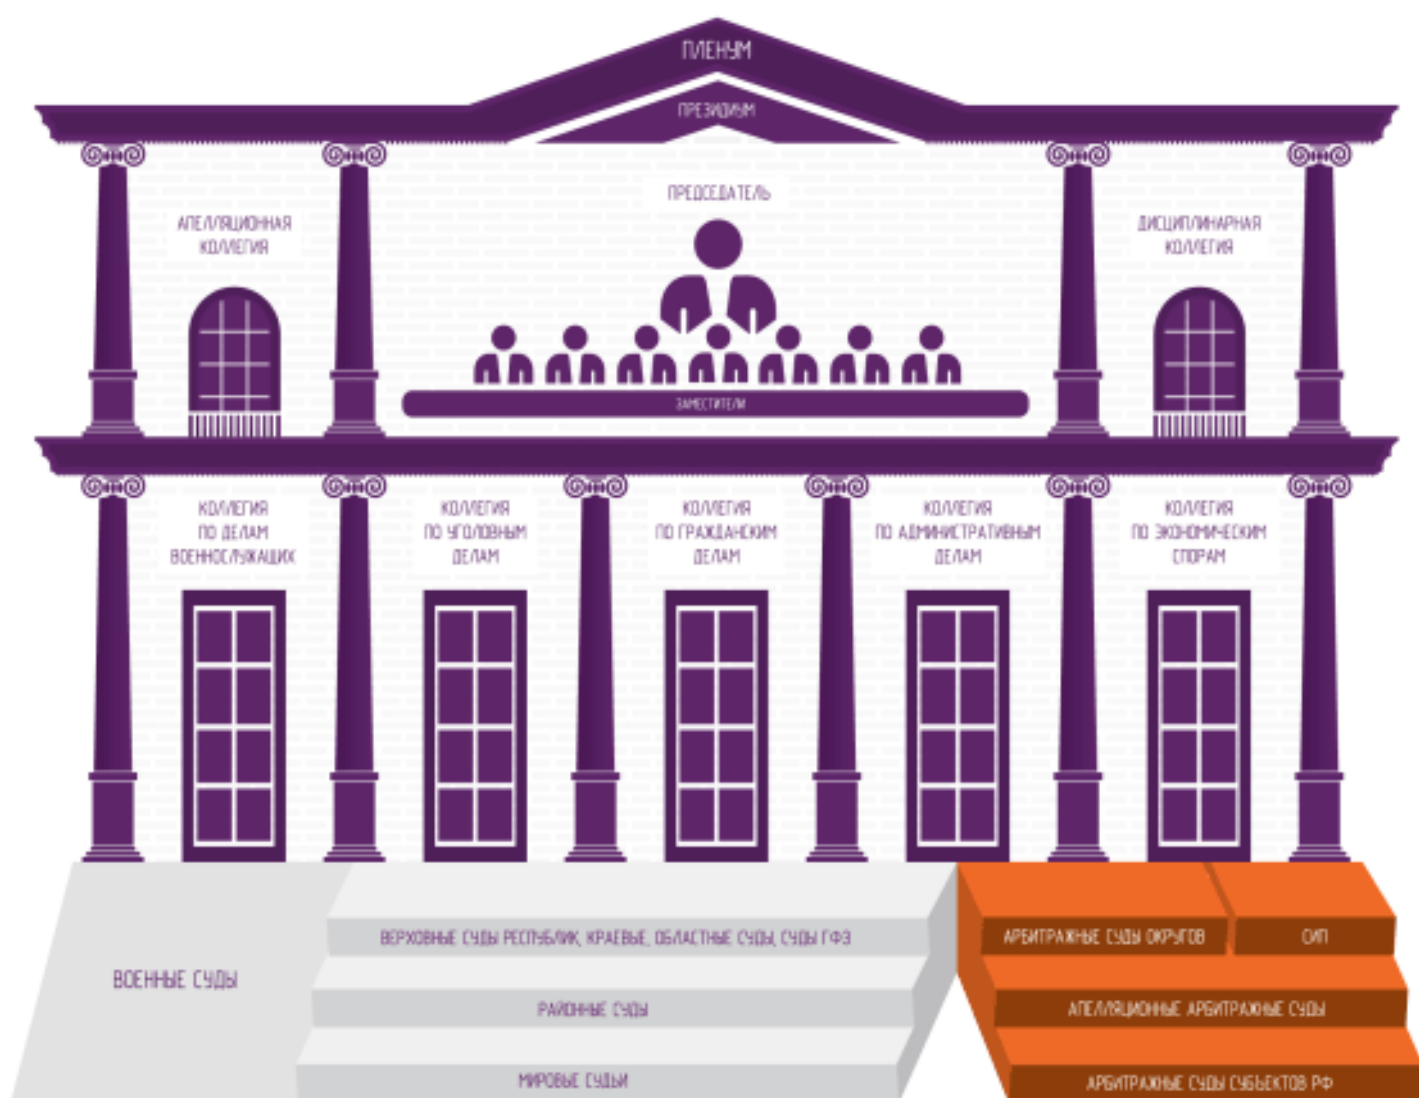 ПЛЕНУМ
ПРЕЗИДИУМ
ПРЕДСЕДАТЕЛЬ
АПЕЛЛЯЦИОННАЯ
КОЛЛЕГИЯ
ДИСЦИПЛИНАРНАЯ
КОЛЛЕГИЯ
ЗАМЕСТИТЕЛИ
КОЛЛЕГИЯ
ПО ДЕЛАМ
ВОЕННОСЛУЖАЩИХ
КОЛЛЕГИЯ
ПО УГОЛОВНЫМ
ДЕЛАМ
КОЛЛЕГИЯ
ПО ГРАЖДАНСКИМ
ДЕЛАМ
КОЛЛЕГИЯ
ПО АДМИНИСТРАТИВНЫМ
ДЕЛАМ
КОЛЛЕГИЯ
ПО ЭКОНОМИЧЕСКИМ
СПОРАМ
ВОЕННЫЕ СУДЫ
ВЕРХОВНЫЕ СУДЫ РЕСПУБЛИК, КРАЕВЫЕ, ОБЛАСТНЫЕ СУДЫ, СУДЫ ГФЗ
РАЙОННЫЕ СУДЫ
МИРОВЫЕ СУДЬИ
АРБИТРАЖНЫЕ СУДЫ ОКРУГОВ
СИП
АПЕЛЛЯЦИОННЫЕ АРБИТРАЖНЫЕ СУДЫ
АРБИТРАЖНЫЕ СУДЫ СУБЪЕКТОВ РФ